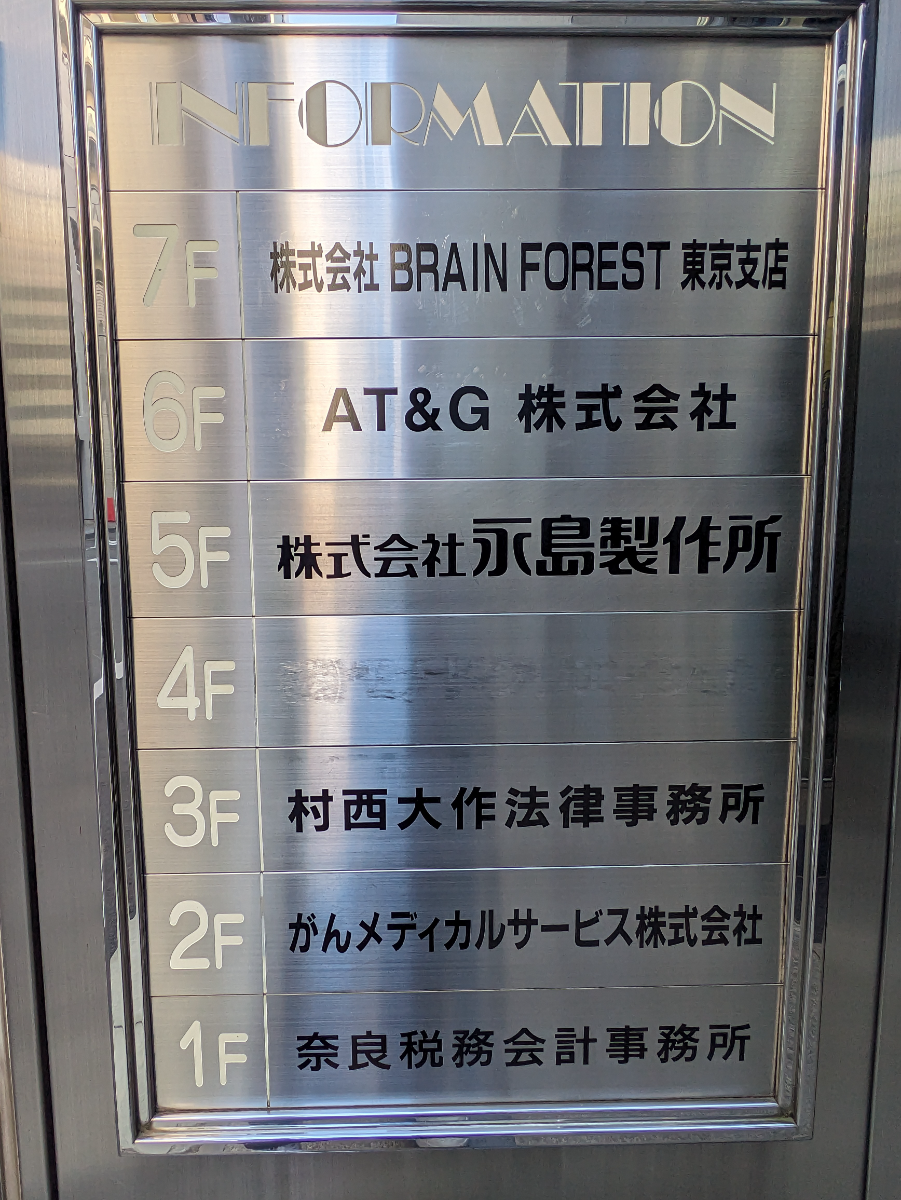 INFORMATION
7F 株式会社 BRAIN FOREST 東京支店
6F AT&G 株式会社
5F 株式会社永島製作所
4F
3F 村西大作法律事務所
2F がんメディカルサービス株式会社
1F 奈良税務会計事務所